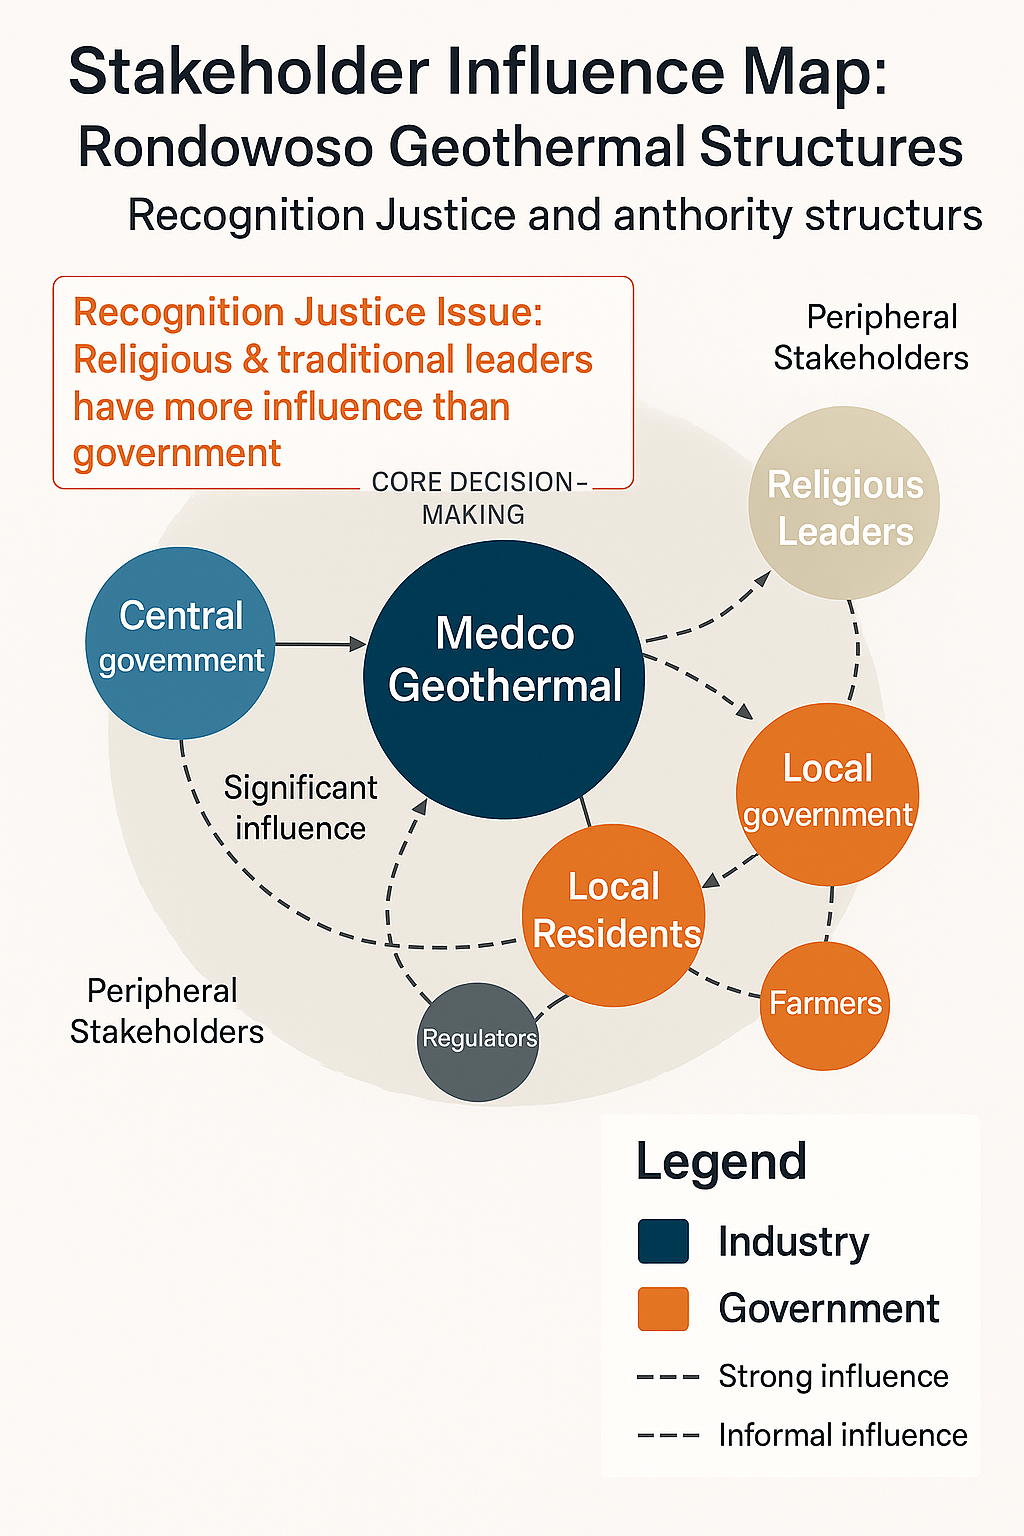 Stakeholder Influence Map:
Rondowoso Geothermal Structures
Recognition Justice and anthority structurs
Recognition Justice Issue:
Religious & traditional leaders
have more influence than
government
Peripheral
Stakeholders
CORE DECISION-
MAKING
Religious
Leaders
Central
govemment
Medco
Geothermal
Significant
influence
Local
government
Local
Residents
Peripheral
Stakeholders
Regulators
Farmers
Legend
Industry
Government
Strong influence
Informal influence